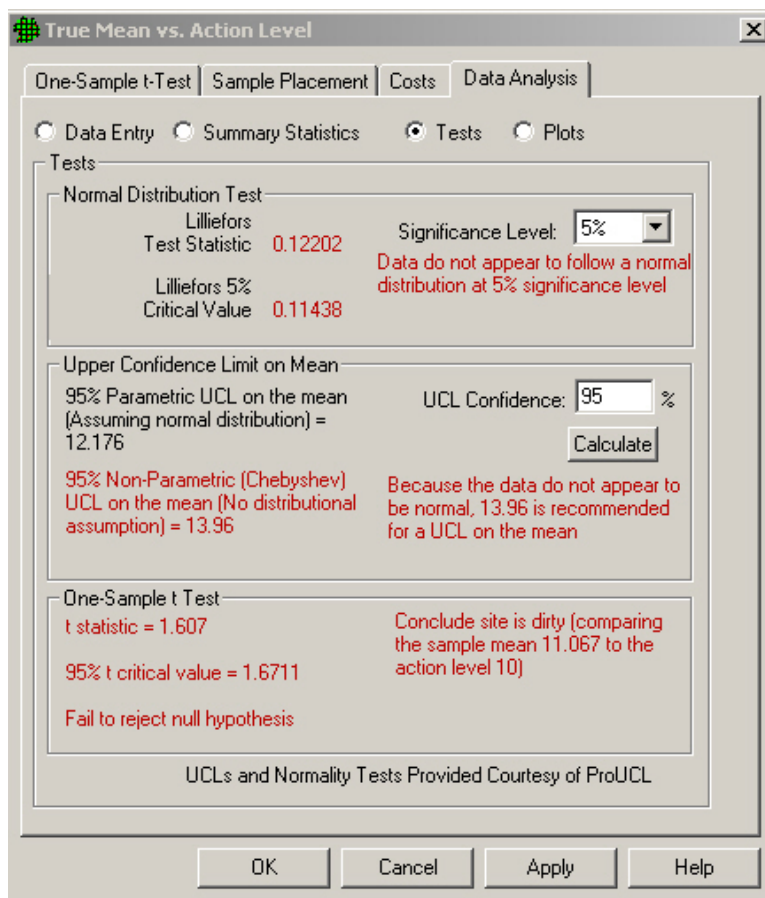 True Mean vs. Action Level
One-Sample t-Test Sample Placement Costs Data Analysis
Data Entry Summary Statistics Tests Plots
Tests
Normal Distribution Test
Lilliefors
Test Statistic 0.12202
Significance Level: 5%
Data do not appear to follow a normal
distribution at 5% significance level
Lilliefors 5%
Critical Value 0.11438
Upper Confidence Limit on Mean
95% Parametric UCL on the mean
(Assuming normal distribution) =
12.176
UCL Confidence: 95 %
Calculate
95% Non-Parametric (Chebyshev)
UCL on the mean (No distributional
assumption) = 13.96
Because the data do not appear to
be normal, 13.96 is recommended
for a UCL on the mean
One-Sample t Test
t statistic = 1.607
95% t critical value = 1.6711
Fail to reject null hypothesis
Conclude site is dirty (comparing
the sample mean 11.067 to the
action level 10)
UCLs and Normality Tests Provided Courtesy of ProUCL
OK Cancel Apply Help